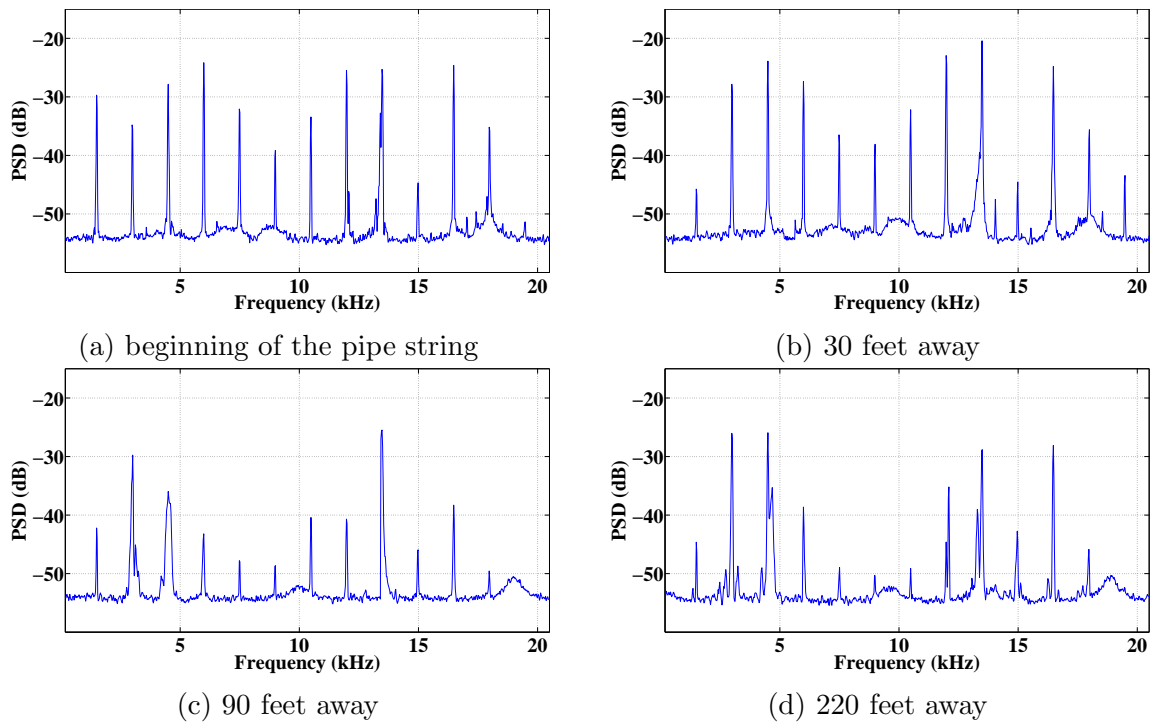 −20
−30
−40
−50
PSD (dB)
5 10 15 20
Frequency (kHz)
(a) beginning of the pipe string
−20
−30
−40
−50
PSD (dB)
5 10 15 20
Frequency (kHz)
(b) 30 feet away
−20
−30
−40
−50
PSD (dB)
5 10 15 20
Frequency (kHz)
(c) 90 feet away
−20
−30
−40
−50
PSD (dB)
5 10 15 20
Frequency (kHz)
(d) 220 feet away